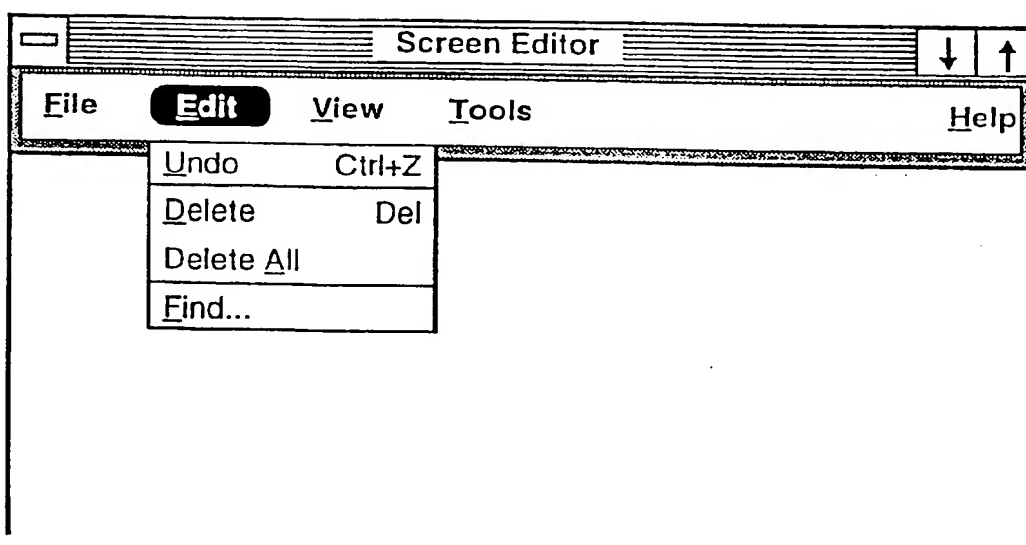 Screen Editor
File Edit View Tools Help
Undo Ctrl+Z
Delete Del
Delete All
Find...